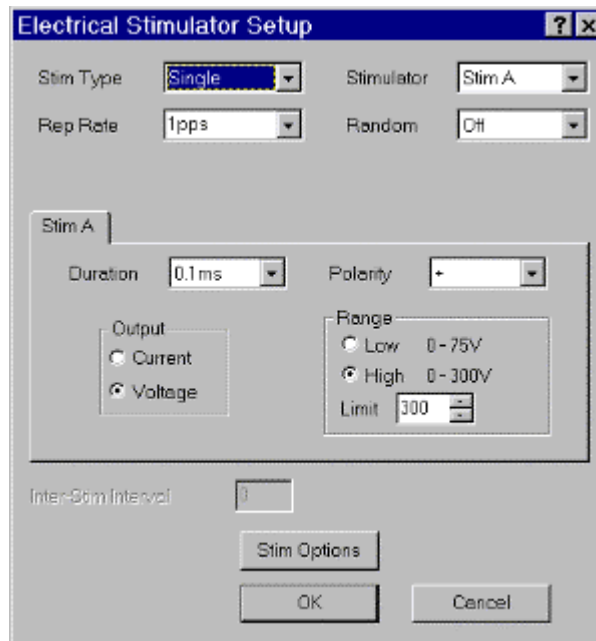 Electrical Stimulator Setup ? ×
Stim Type Single Stimulator Stim A
Rep Rate 1pps Random Off
Stim A
Duration 0.1ms Polarity +
Output
Current
Voltage
Range
Low 0-75V
High 0-300V
Limit 300
Inter-Stim Interval 0
Stim Options
OK Cancel